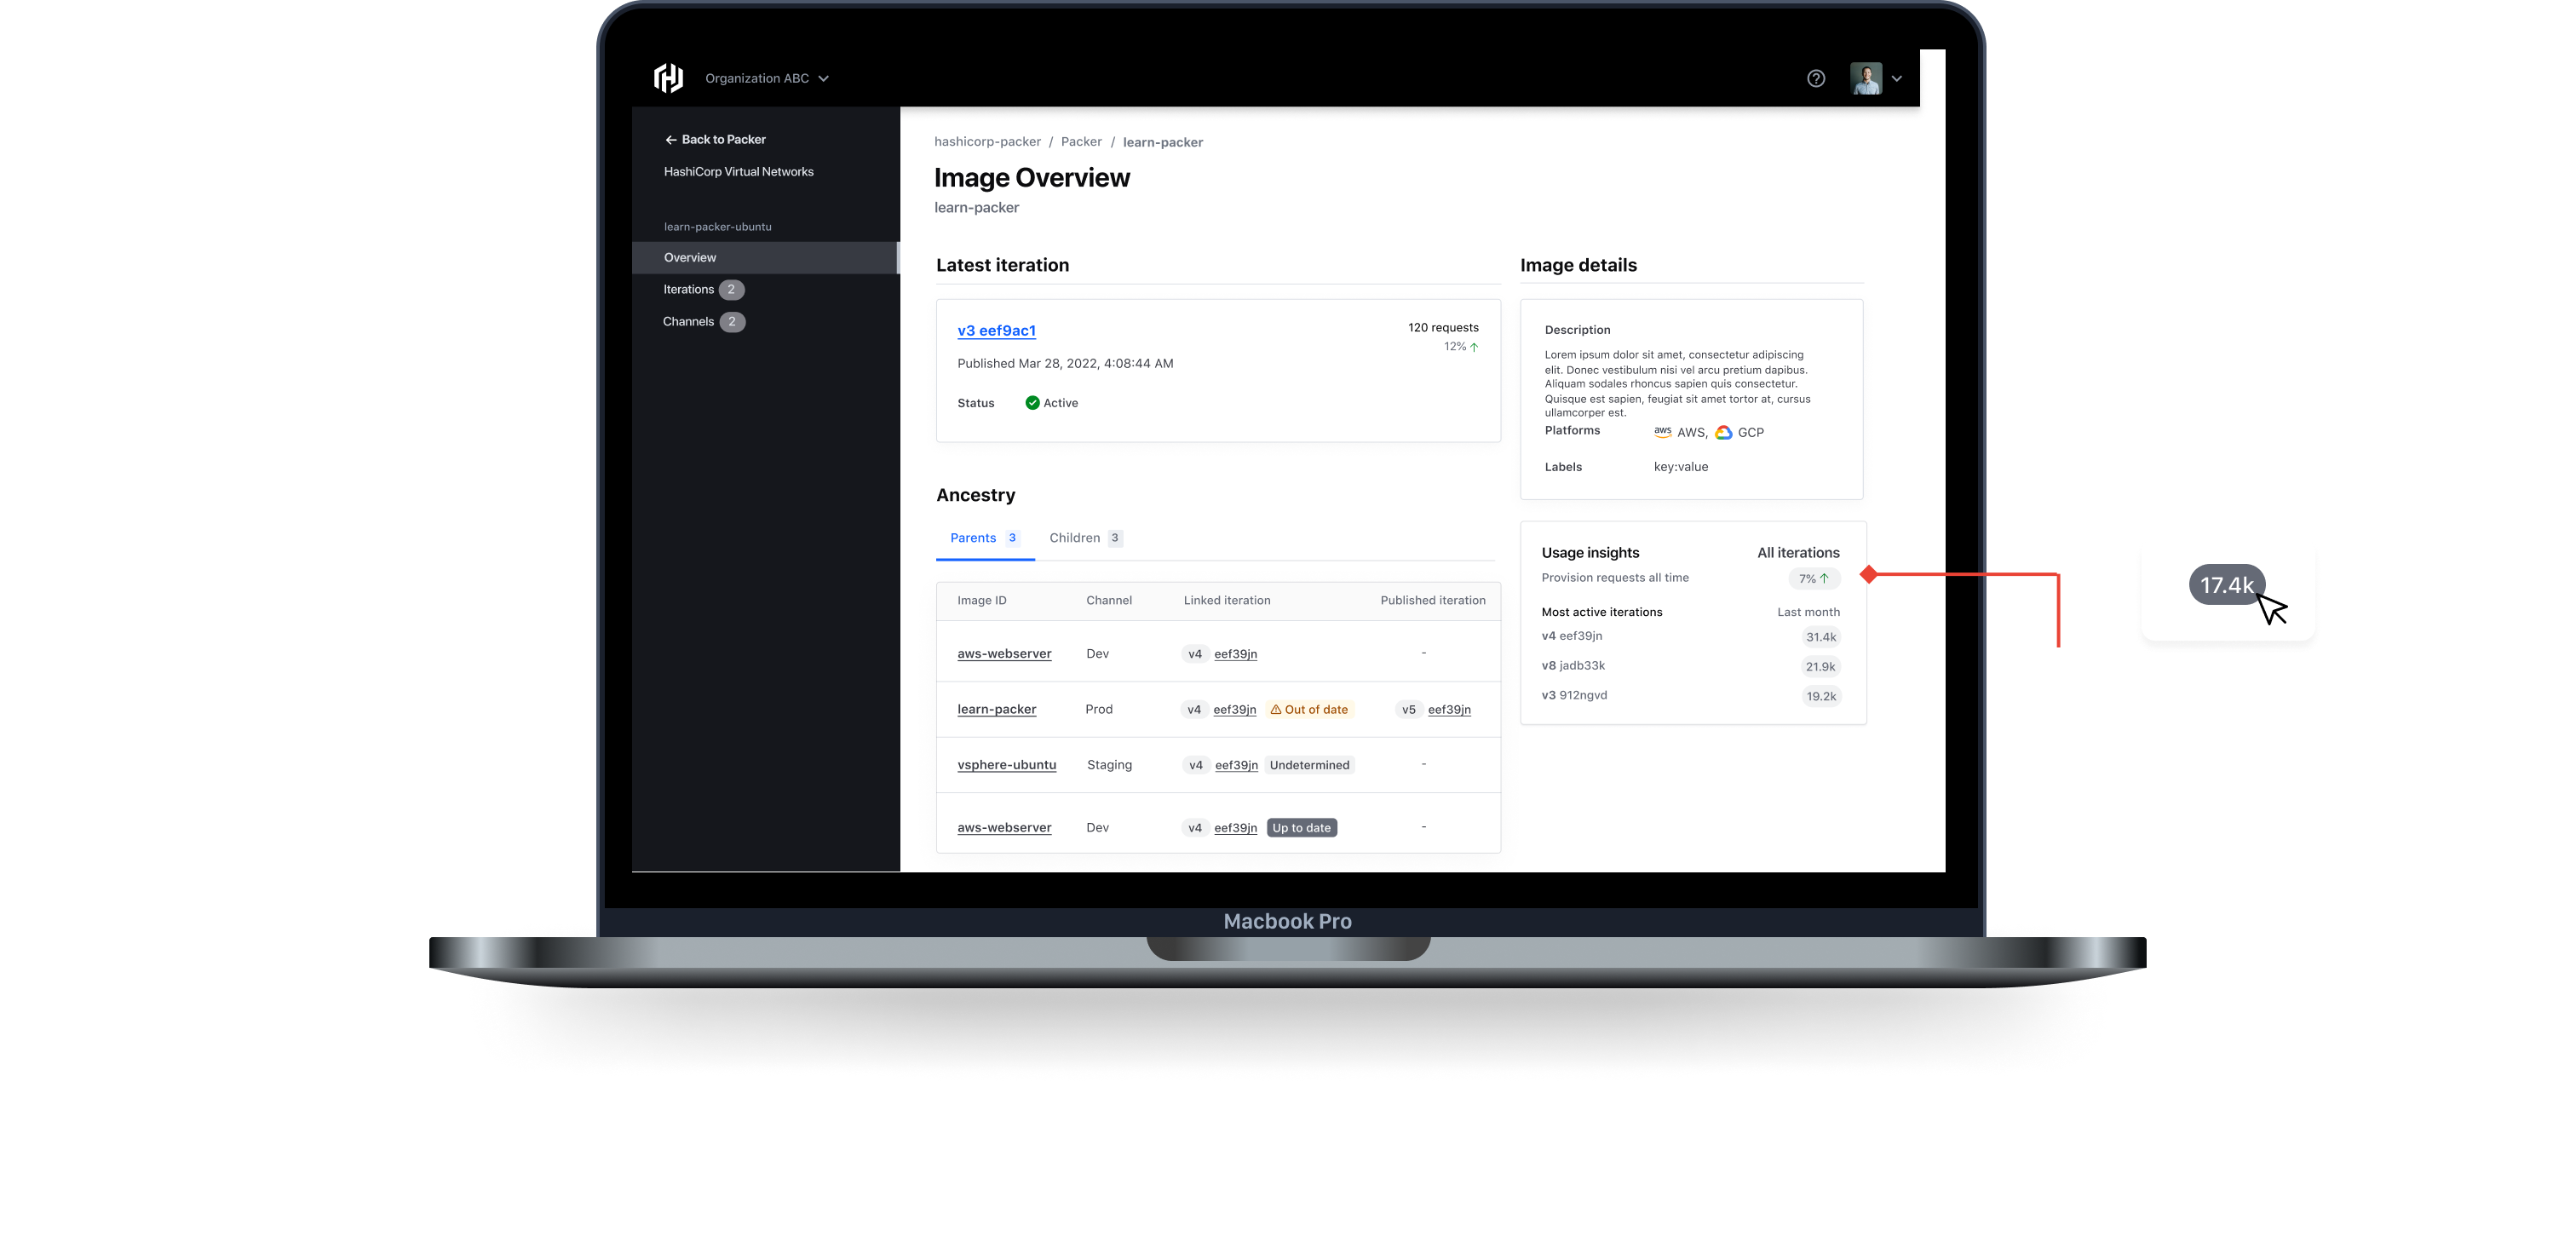 Organization ABC
Back to Packer
HashiCorp Virtual Networks
learn-packer-ubuntu
Overview
Iterations 2
Channels 2
hashicorp-packer / Packer / learn-packer
Image Overview
learn-packer
Latest iteration
v3 eef9ac1
120 requests
12%
Published Mar 28, 2022, 4:08:44 AM
Status Active
Ancestry
Parents 3 Children 3
Image ID Channel Linked iteration Published iteration
aws-webserver Dev v4 eef39jn -
learn-packer Prod v4 eef39jn Out of date v5 eef39jn
vsphere-ubuntu Staging v4 eef39jn Undetermined -
aws-webserver Dev v4 eef39jn Up to date -
Image details
Description
Lorem ipsum dolor sit amet, consectetur adipiscing
elit. Donec vestibulum nisi vel arcu pretium dapibus.
Aliquam sodales rhoncus sapien quis consectetur.
Quisque est sapien, feugiat sit amet tortor at, cursus
ullamcorper est.
Platforms aws AWS, GCP
Labels key:value
Usage insights All iterations
Provision requests all time 7%
Most active iterations Last month
v4 eef39jn 31.4k
v8 jadb33k 21.9k
v3 912ngvd 19.2k
17.4k
Macbook Pro